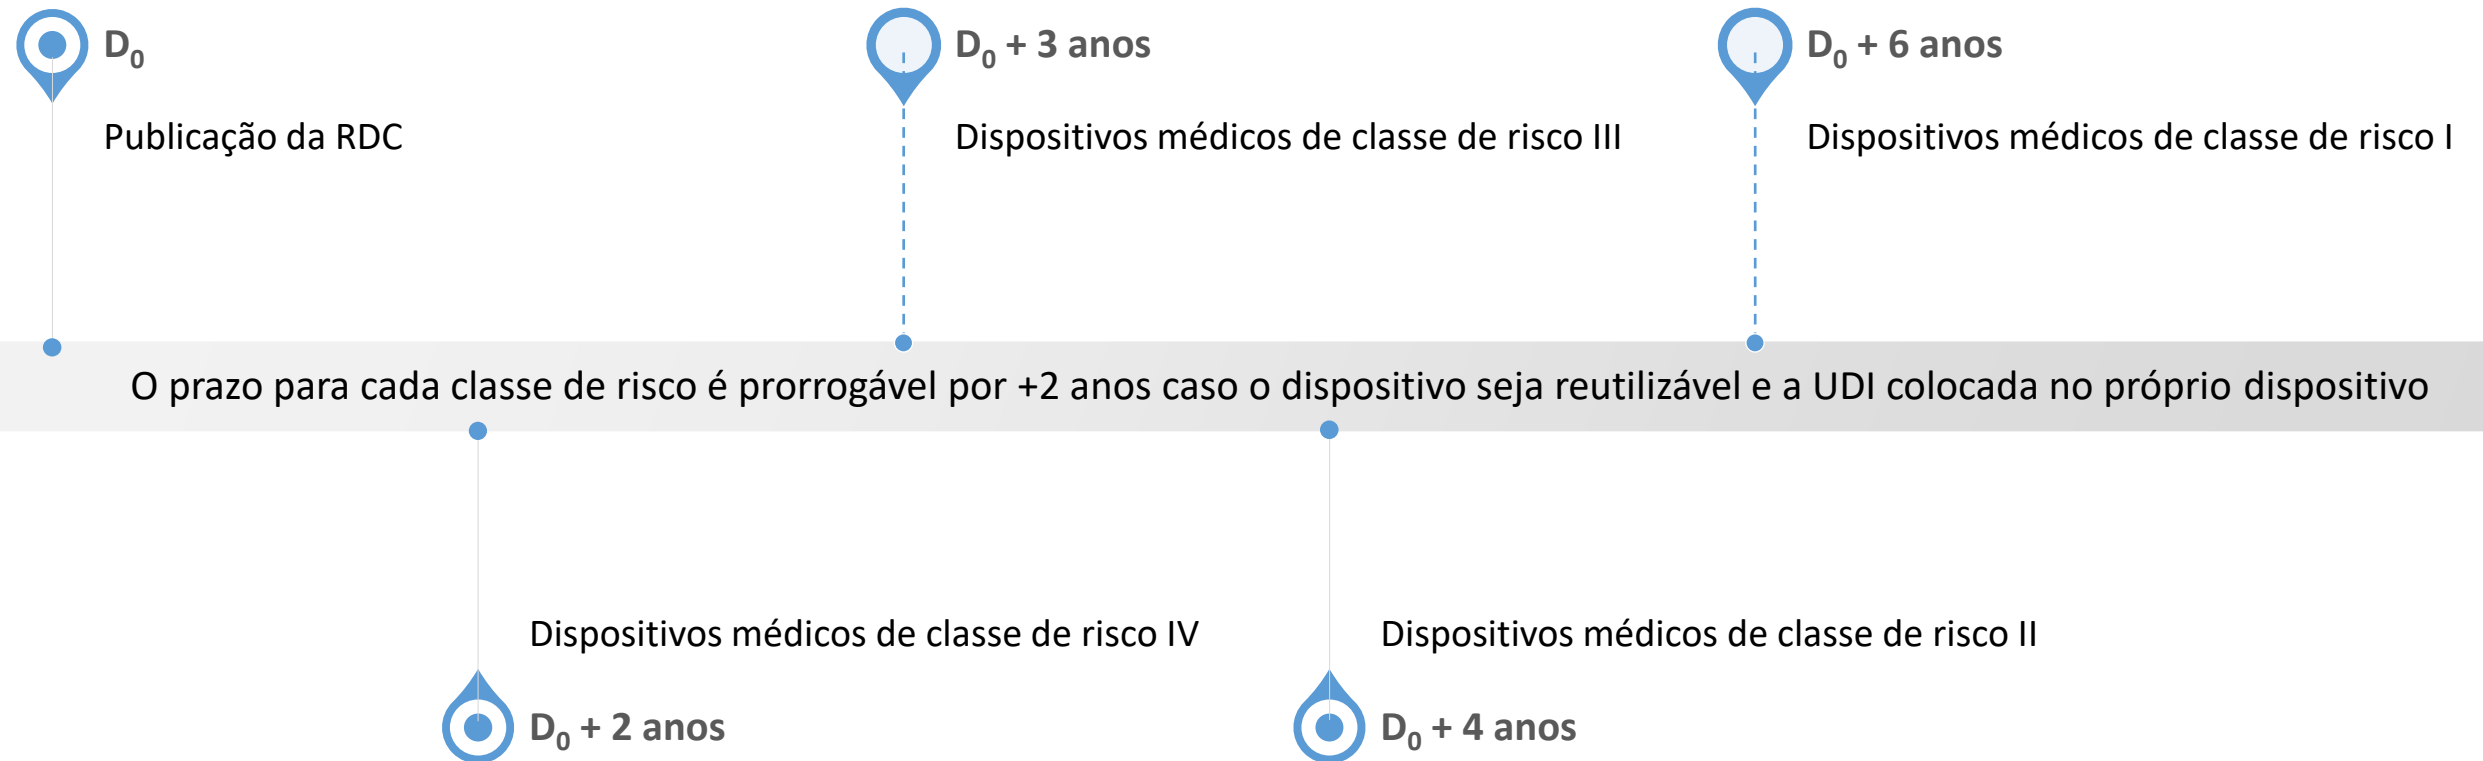 D₀
Publicação da RDC
D₀ + 3 anos
Dispositivos médicos de classe de risco III
D₀ + 6 anos
Dispositivos médicos de classe de risco I
O prazo para cada classe de risco é prorrogável por +2 anos caso o dispositivo seja reutilizável e a UDI colocada no próprio dispositivo
Dispositivos médicos de classe de risco IV
D₀ + 2 anos
Dispositivos médicos de classe de risco II
D₀ + 4 anos